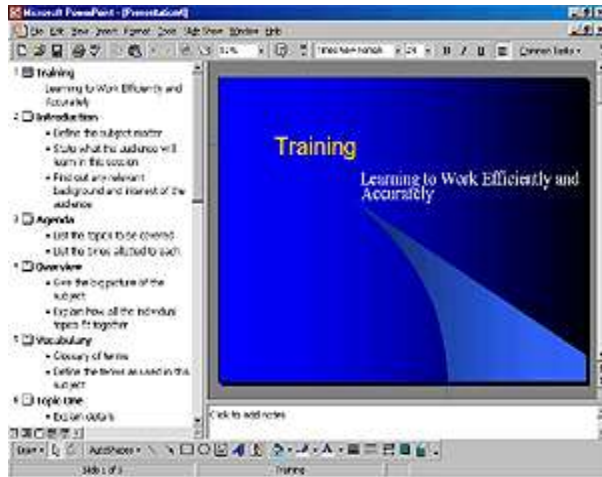 Microsoft PowerPoint - [Presentation4]
File Edit View Insert Format Tools Slide Show Window Help
Times New Roman 24 B I U S Common Tasks
1 Training
Learning to Work Efficiently and
Accurately
2 Introduction
• Define the subject matter
• State what the audience will
learn in this session
• Find out any relevant
background and interest of the
audience
3 Agenda
• List the topics to be covered
• List the times allotted to each
4 Overview
• Give the big picture of the
subject
• Explain how all the individual
topics fit together
5 Vocabulary
• Glossary of terms
• Define the terms as used in this
subject
6 Topic One
• Explain details
Training
Learning to Work Efficiently and
Accurately
Click to add notes
Draw AutoShapes
Slide 1 of 9 Training